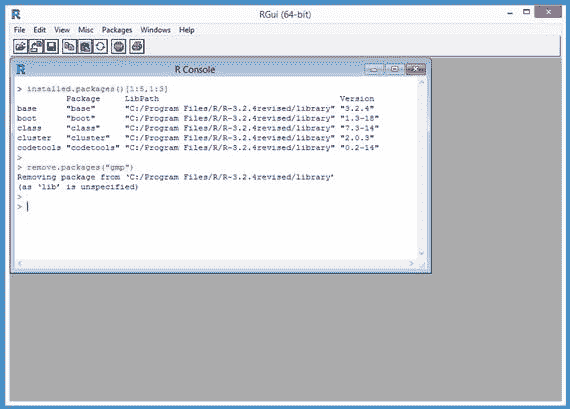 R RGui (64-bit)
File Edit View Misc Packages Windows Help
R R Console
> installed.packages()[1:5,1:3]
Package LibPath Version
base "base" "C:/Program Files/R/R-3.2.4revised/library" "3.2.4"
boot "boot" "C:/Program Files/R/R-3.2.4revised/library" "1.3-18"
class "class" "C:/Program Files/R/R-3.2.4revised/library" "7.3-14"
cluster "cluster" "C:/Program Files/R/R-3.2.4revised/library" "2.0.3"
codetools "codetools" "C:/Program Files/R/R-3.2.4revised/library" "0.2-14"
>
> remove.packages("gmp")
Removing package from ‘C:/Program Files/R/R-3.2.4revised/library’
(as ‘lib’ is unspecified)
>
>